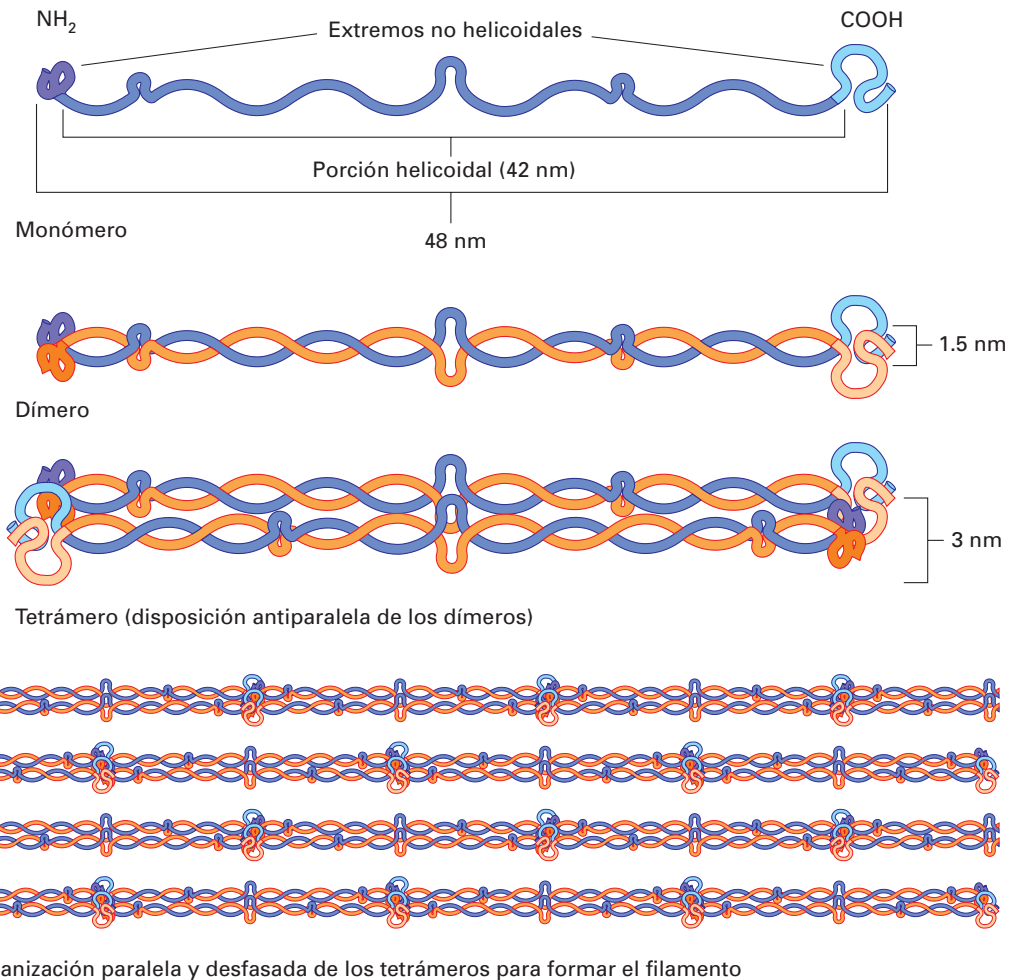 NH2
Extremos no helicoidales
COOH
Porción helicoidal (42 nm)
Monómero
48 nm
1.5 nm
Dímero
3 nm
Tetrámero (disposición antiparalela de los dímeros)
anización paralela y desfasada de los tetrámeros para formar el filamento